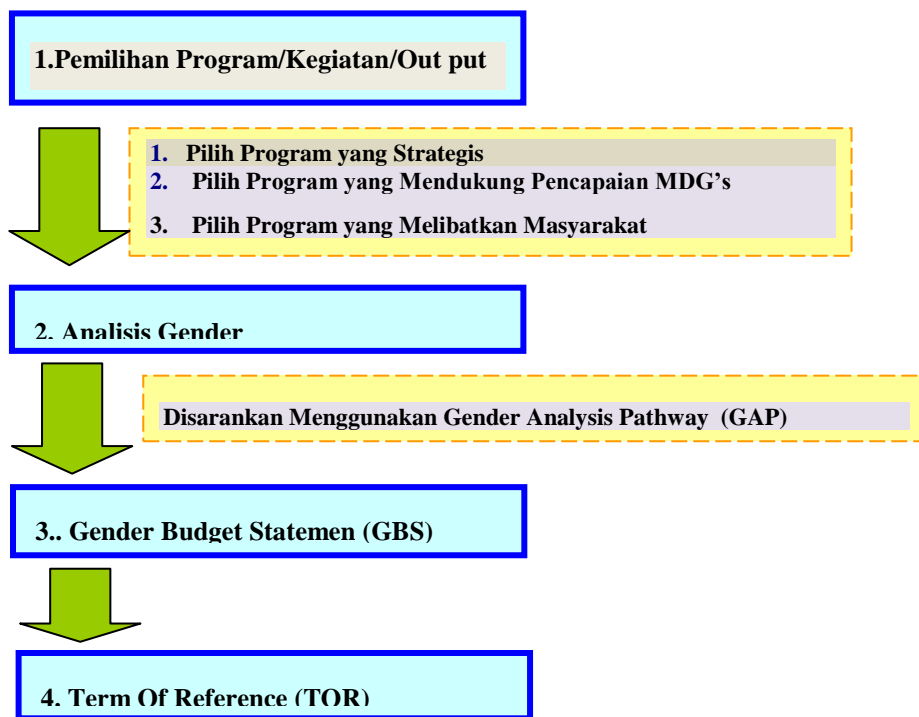 1.Pemilihan Program/Kegiatan/Out put
1. Pilih Program yang Strategis
2. Pilih Program yang Mendukung Pencapaian MDG's
3. Pilih Program yang Melibatkan Masyarakat
2. Analisis Gender
Disarankan Menggunakan Gender Analysis Pathway (GAP)
3.. Gender Budget Statemen (GBS)
4. Term Of Reference (TOR)